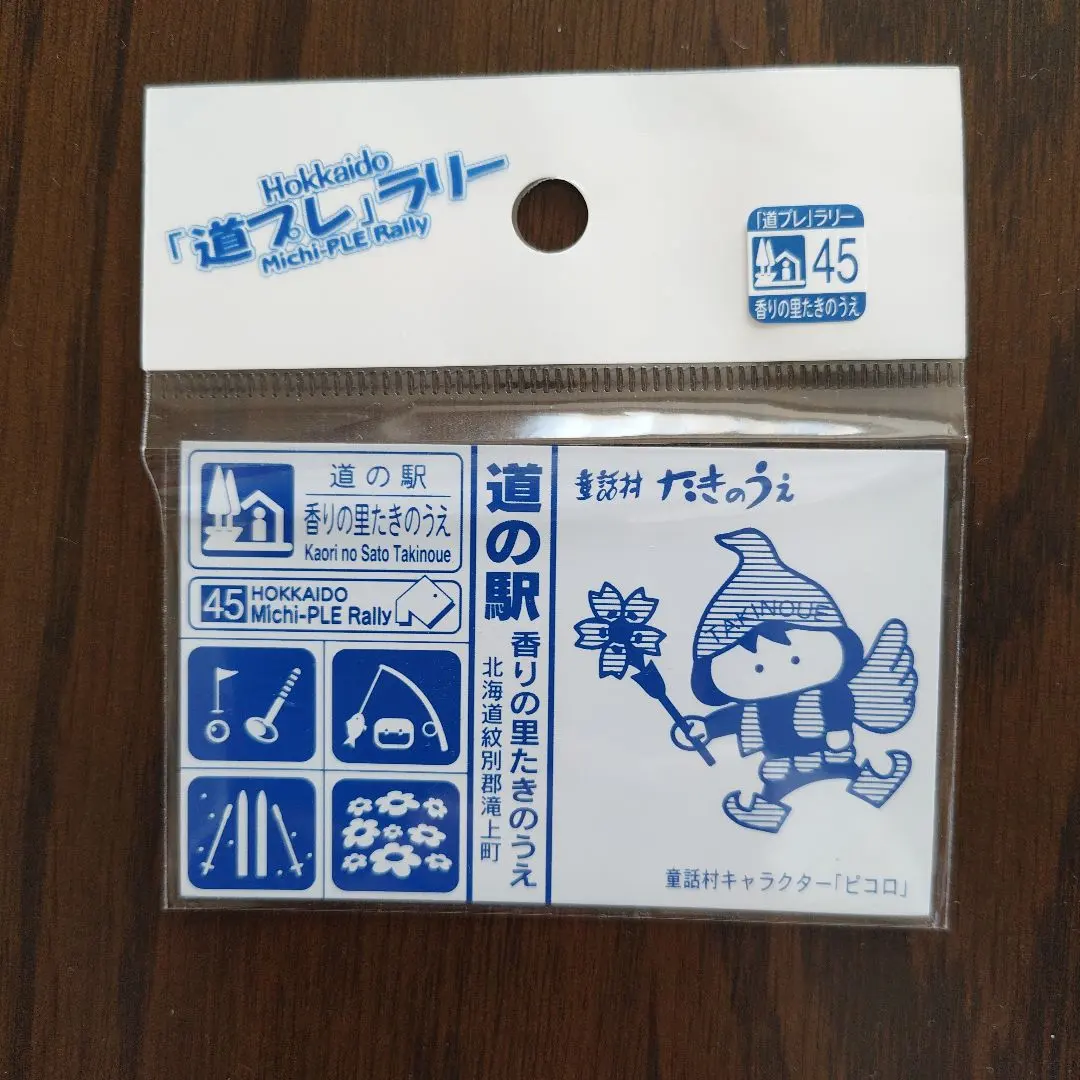 Hokkaido
「道プレ」ラリー
Michi-PLE Rally
「道プレ」ラリー
45
香りの里たきのうえ
道の駅
香りの里たきのうえ
Kaori no Sato Takinoue
45 HOKKAIDO
Michi-PLE Rally
道の駅 香りの里たきのうえ
北海道紋別郡滝上町
童話村 たきのうえ
TAKINOUE
童話村キャラクター「ピコロ」